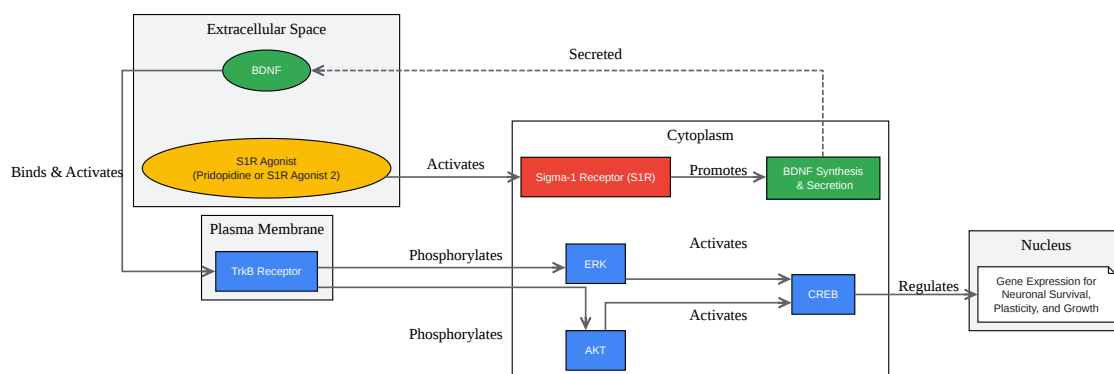 Extracellular Space
BDNF
Secreted
S1R Agonist
(Pridopidine or S1R Agonist 2)
Binds & Activates
Activates
Cytoplasm
Sigma-1 Receptor (S1R)
Promotes
BDNF Synthesis
& Secretion
Plasma Membrane
TrkB Receptor
Phosphorylates
ERK
Activates
CREB
Phosphorylates
AKT
Activates
Regulates
Nucleus
Gene Expression for
Neuronal Survival,
Plasticity, and Growth